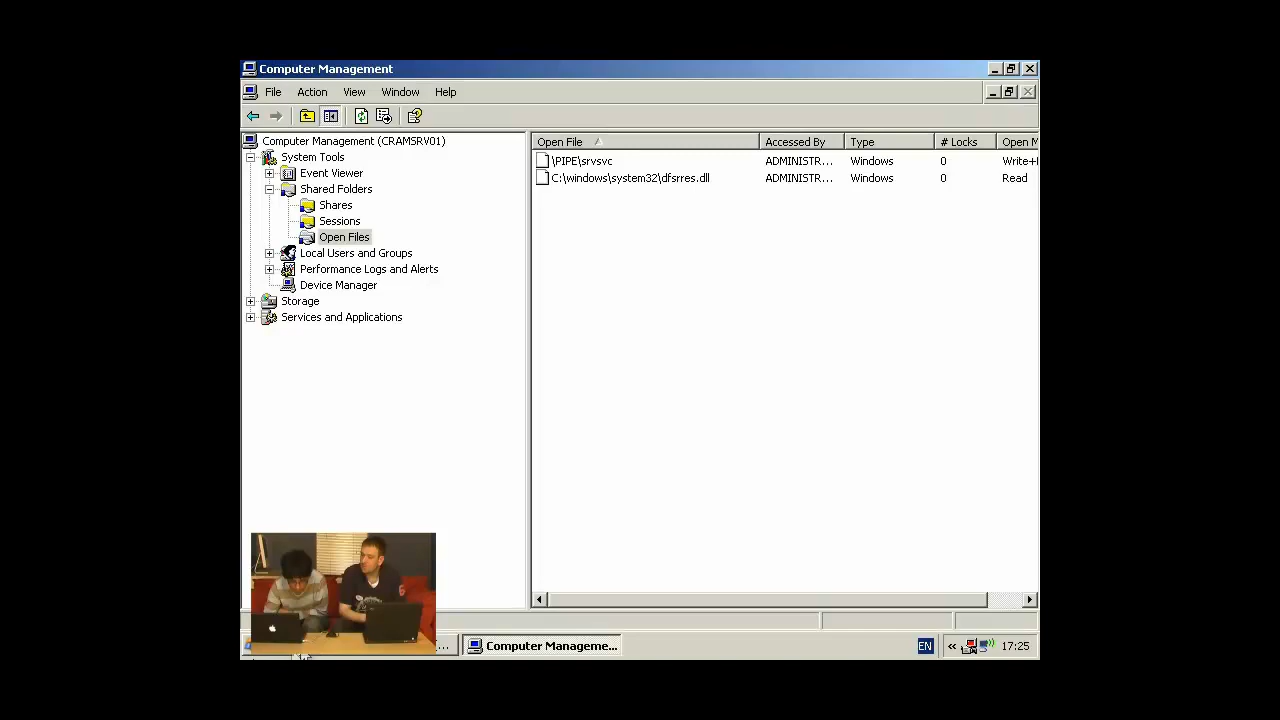 Computer Management
File Action View Window Help
Computer Management (CRAMSRV01)
System Tools
Event Viewer
Shared Folders
Shares
Sessions
Open Files
Local Users and Groups
Performance Logs and Alerts
Device Manager
Storage
Services and Applications
Open File Accessed By Type # Locks Open M
\PIPE\srvsvc ADMINISTR... Windows 0 Write+
C:\windows\system32\dfsrres.dll ADMINISTR... Windows 0 Read
... Computer Manageme... EN « 17:25